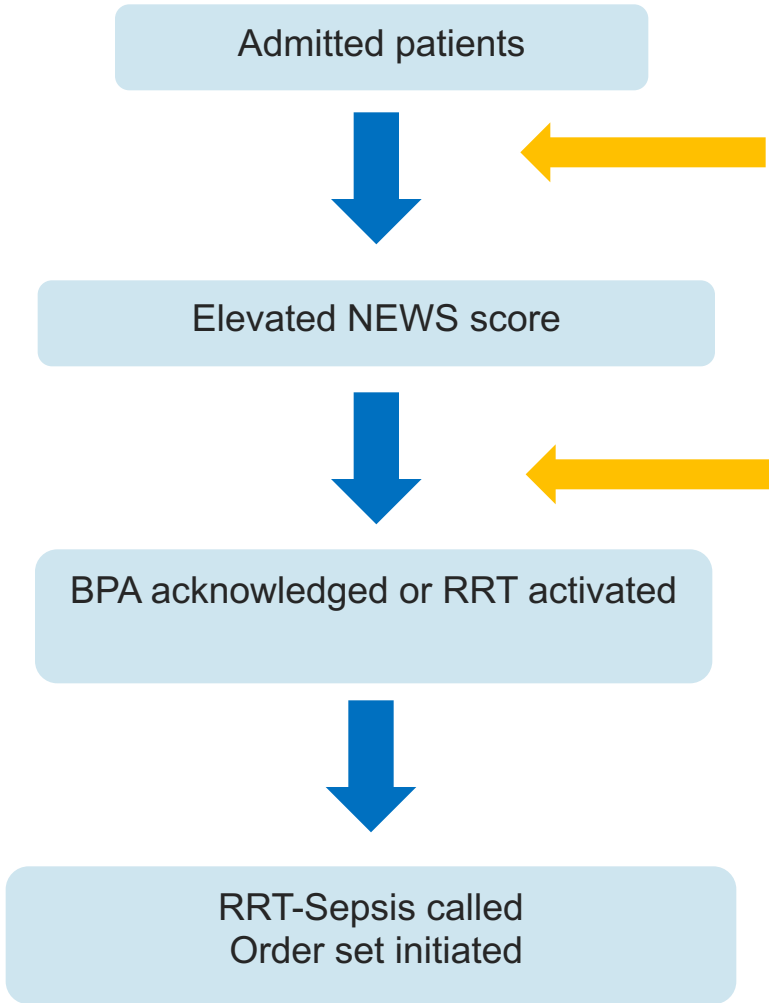 Admitted patients
Elevated NEWS score
BPA acknowledged or RRT activated
RRT-Sepsis called
Order set initiated